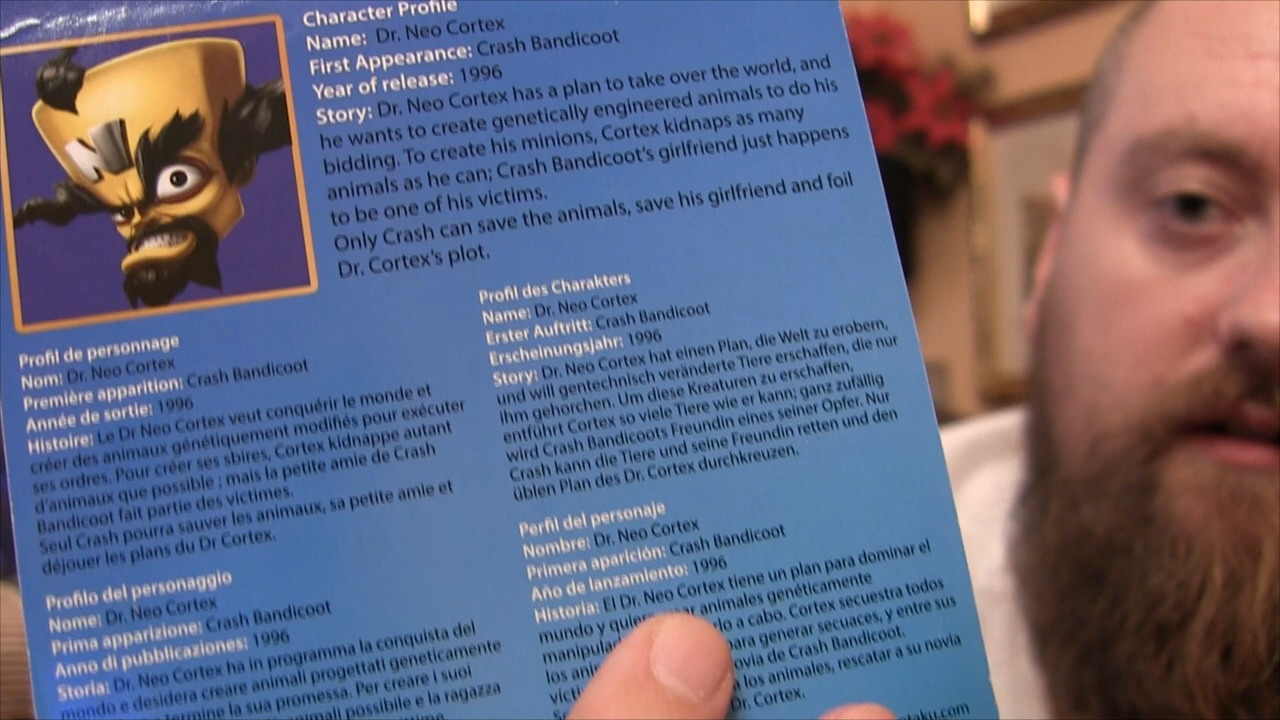 Character Profile
Name: Dr. Neo Cortex
First Appearance: Crash Bandicoot
Year of release: 1996
Story: Dr. Neo Cortex has a plan to take over the world, and
he wants to create genetically engineered animals to do his
bidding. To create his minions, Cortex kidnaps as many
animals as he can; Crash Bandicoot's girlfriend just happens
to be one of his victims.
Only Crash can save the animals, save his girlfriend and foil
Dr. Cortex's plot.
Profil de personnage
Nom: Dr. Neo Cortex
Première apparition: Crash Bandicoot
Année de sortie: 1996
Histoire: Le Dr Neo Cortex veut conquérir le monde et
créer des animaux génétiquement modifiés pour exécuter
ses ordres. Pour créer ses sbires, Cortex kidnappe autant
d'animaux que possible ; mais la petite amie de Crash
Bandicoot fait partie des victimes.
Seul Crash pourra sauver les animaux, sa petite amie et
déjouer les plans du Dr Cortex.
Profil des Charakters
Name: Dr. Neo Cortex
Erster Auftritt: Crash Bandicoot
Erscheinungsjahr: 1996
Story: Dr. Neo Cortex hat einen Plan, die Welt zu erobern,
und will gentechnisch veränderte Tiere erschaffen, die nur
ihm gehorchen. Um diese Kreaturen zu erschaffen,
entführt Cortex so viele Tiere wie er kann; ganz zufällig
wird Crash Bandicoots Freundin eines seiner Opfer. Nur
Crash kann die Tiere und seine Freundin retten und den
üblen Plan des Dr. Cortex durchkreuzen.
Profilo del personaggio
Nome: Dr. Neo Cortex
Prima apparizione: Crash Bandicoot
Anno di pubblicazione: 1996
Storia: Dr. Neo Cortex ha in programma la conquista del
mondo e desidera creare animali progettati geneticamente
termine la sua promessa. Per creare i suoi
animali possibile e la ragazza
Perfil del personaje
Nombre: Dr. Neo Cortex
Primera aparición: Crash Bandicoot
Año de lanzamiento: 1996
Historia: El Dr. Neo Cortex tiene un plan para dominar el
mundo y animales genéticamente
a cabo. Cortex secuestra todos
los para generar secuaces, y entre sus
de Crash Bandicoot.
los animales, rescatar a su novia
Dr. Cortex.